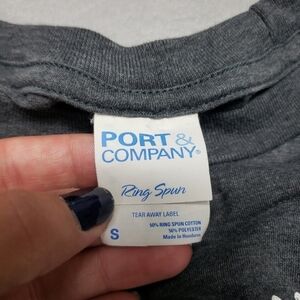 PORT &
COMPANY®
Ring Spun
TEAR AWAY LABEL
50% RING SPUN COTTON
50% POLYESTER
Made in Honduras
S